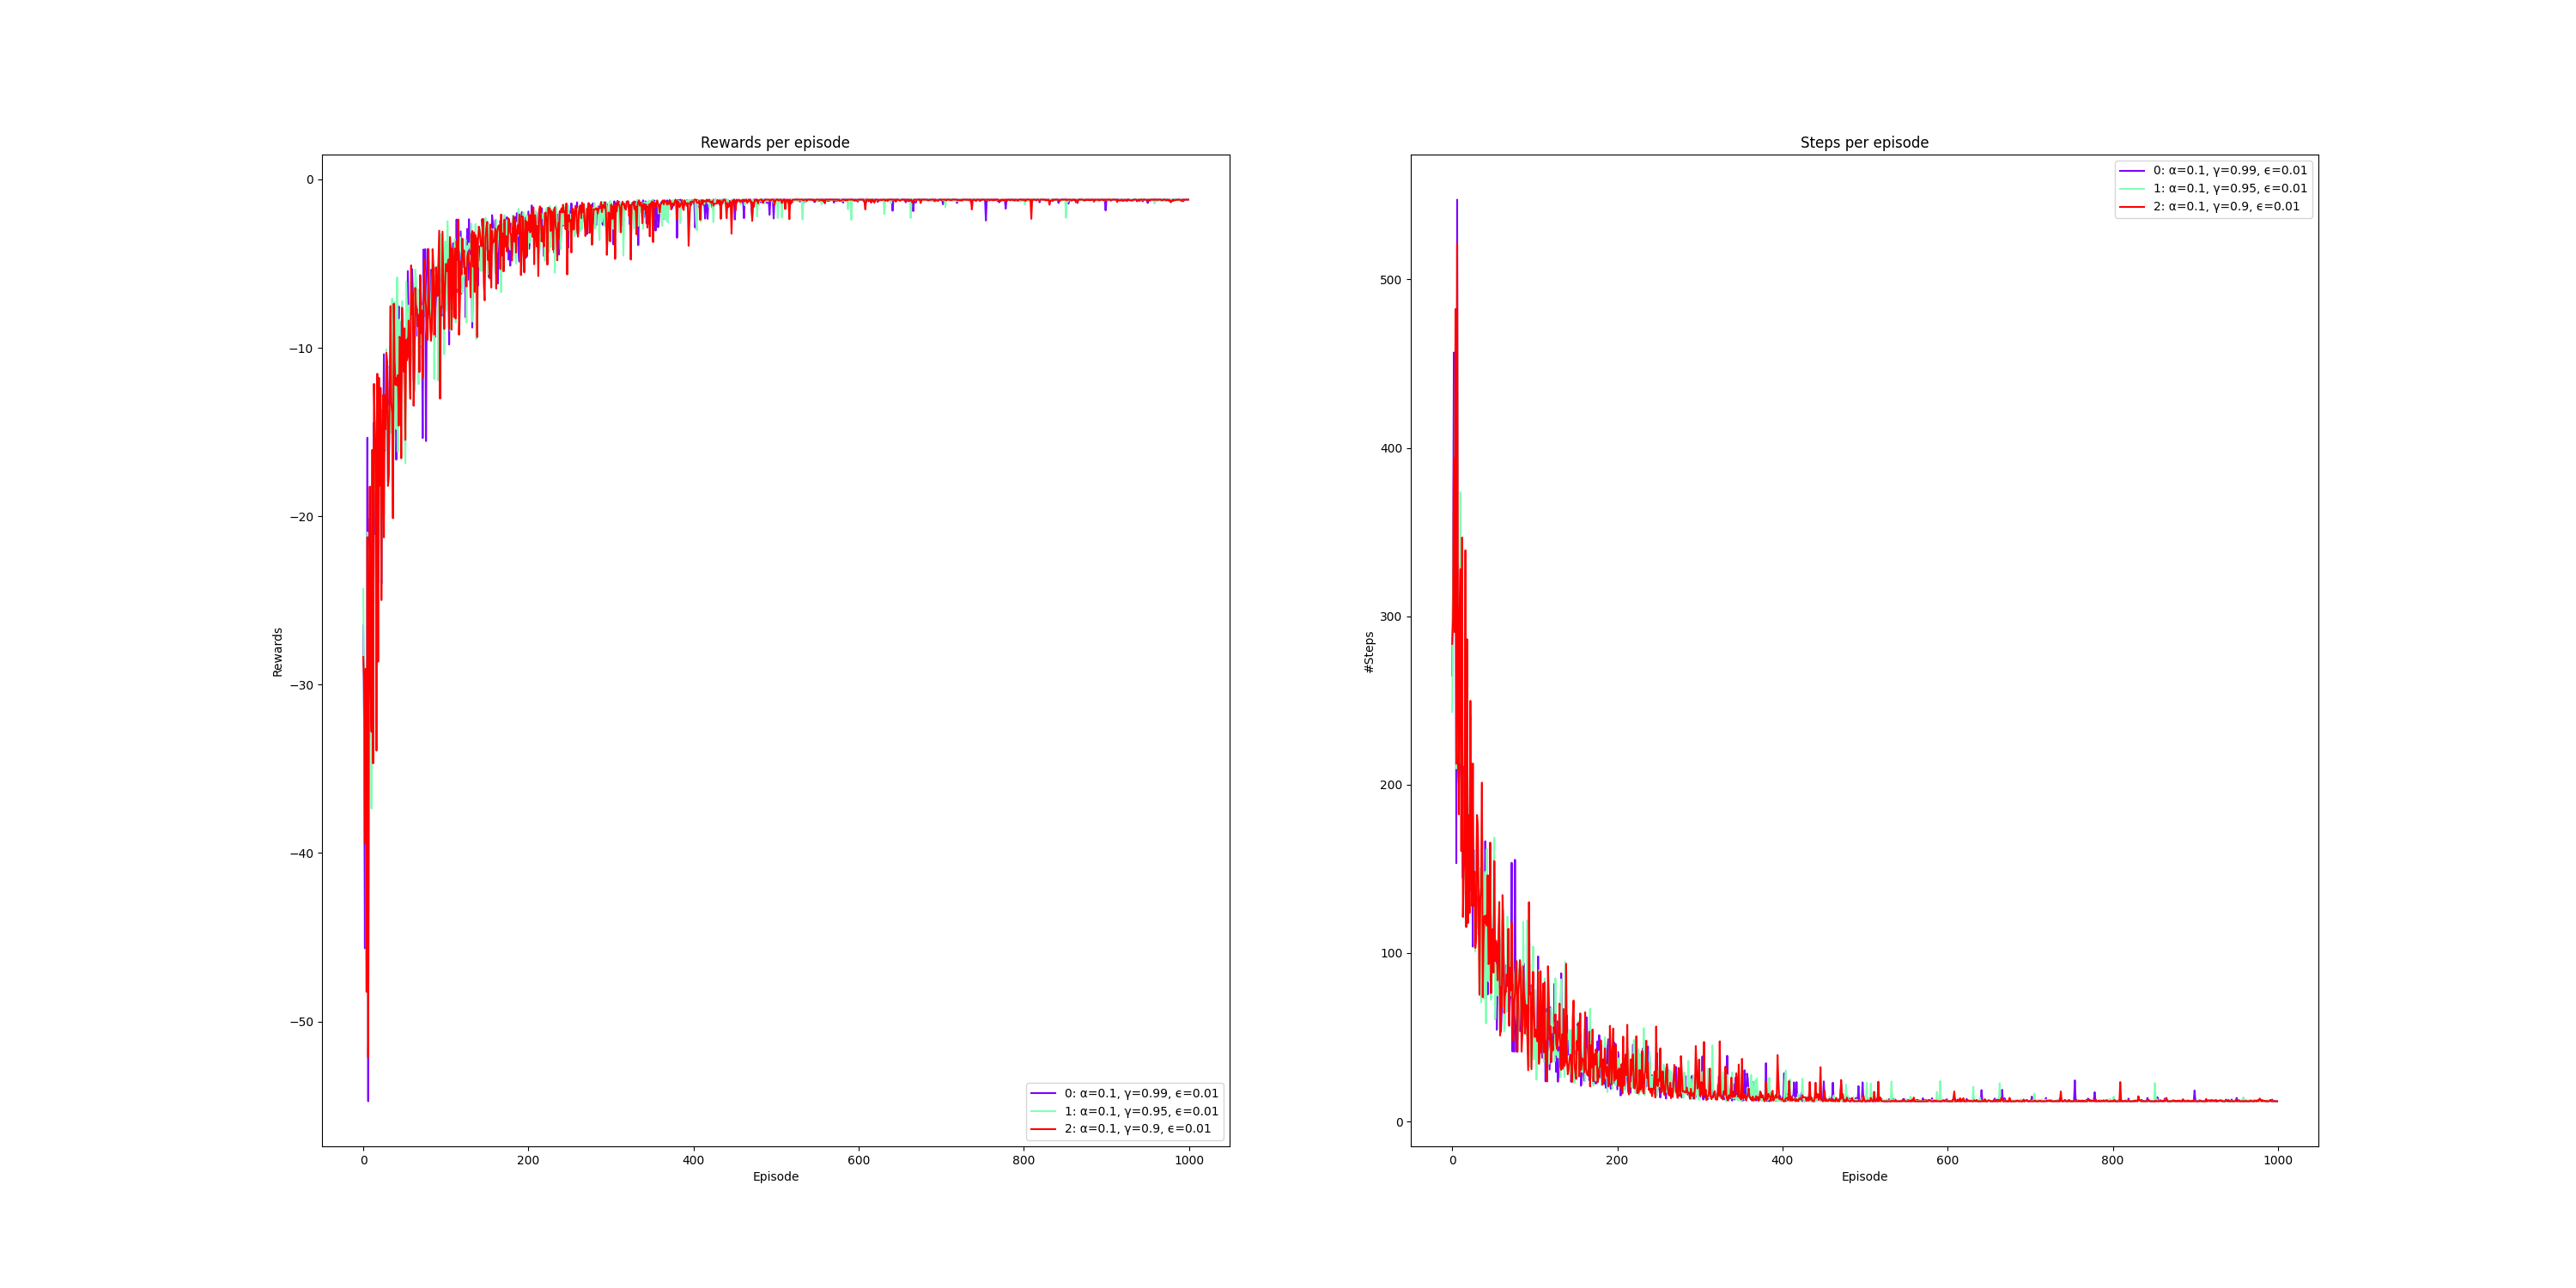 Rewards per episode
0
−10
−20
−30
−40
−50
Rewards
0: α=0.1, γ=0.99, ϵ=0.01
1: α=0.1, γ=0.95, ϵ=0.01
2: α=0.1, γ=0.9, ϵ=0.01
0 200 400 600 800 1000
Episode
Steps per episode
0: α=0.1, γ=0.99, ϵ=0.01
1: α=0.1, γ=0.95, ϵ=0.01
2: α=0.1, γ=0.9, ϵ=0.01
500
400
300
200
100
0
#Steps
0 200 400 600 800 1000
Episode